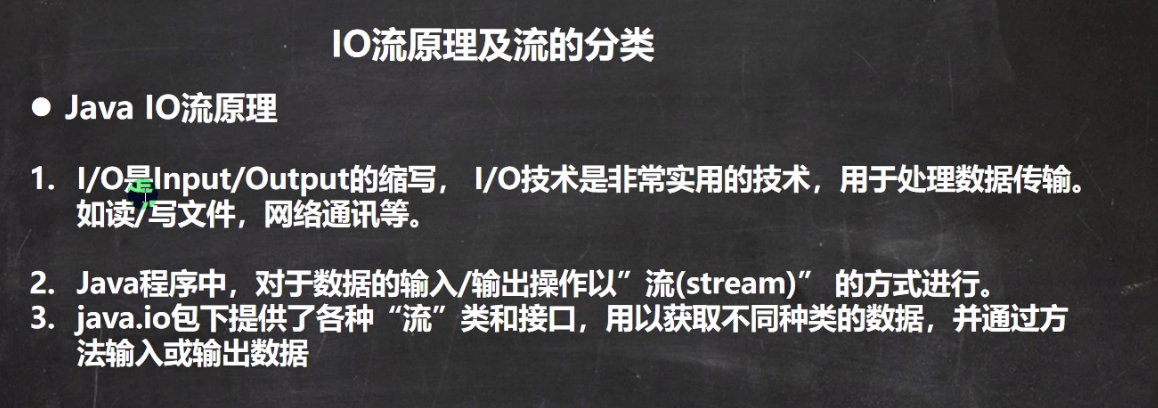 IO流原理及流的分类
● Java IO流原理
1. I/O是Input/Output的缩写， I/O技术是非常实用的技术，用于处理数据传输。
如读/写文件，网络通讯等。
2. Java程序中，对于数据的输入/输出操作以”流(stream)” 的方式进行。
3. java.io包下提供了各种“流”类和接口，用以获取不同种类的数据，并通过方
法输入或输出数据